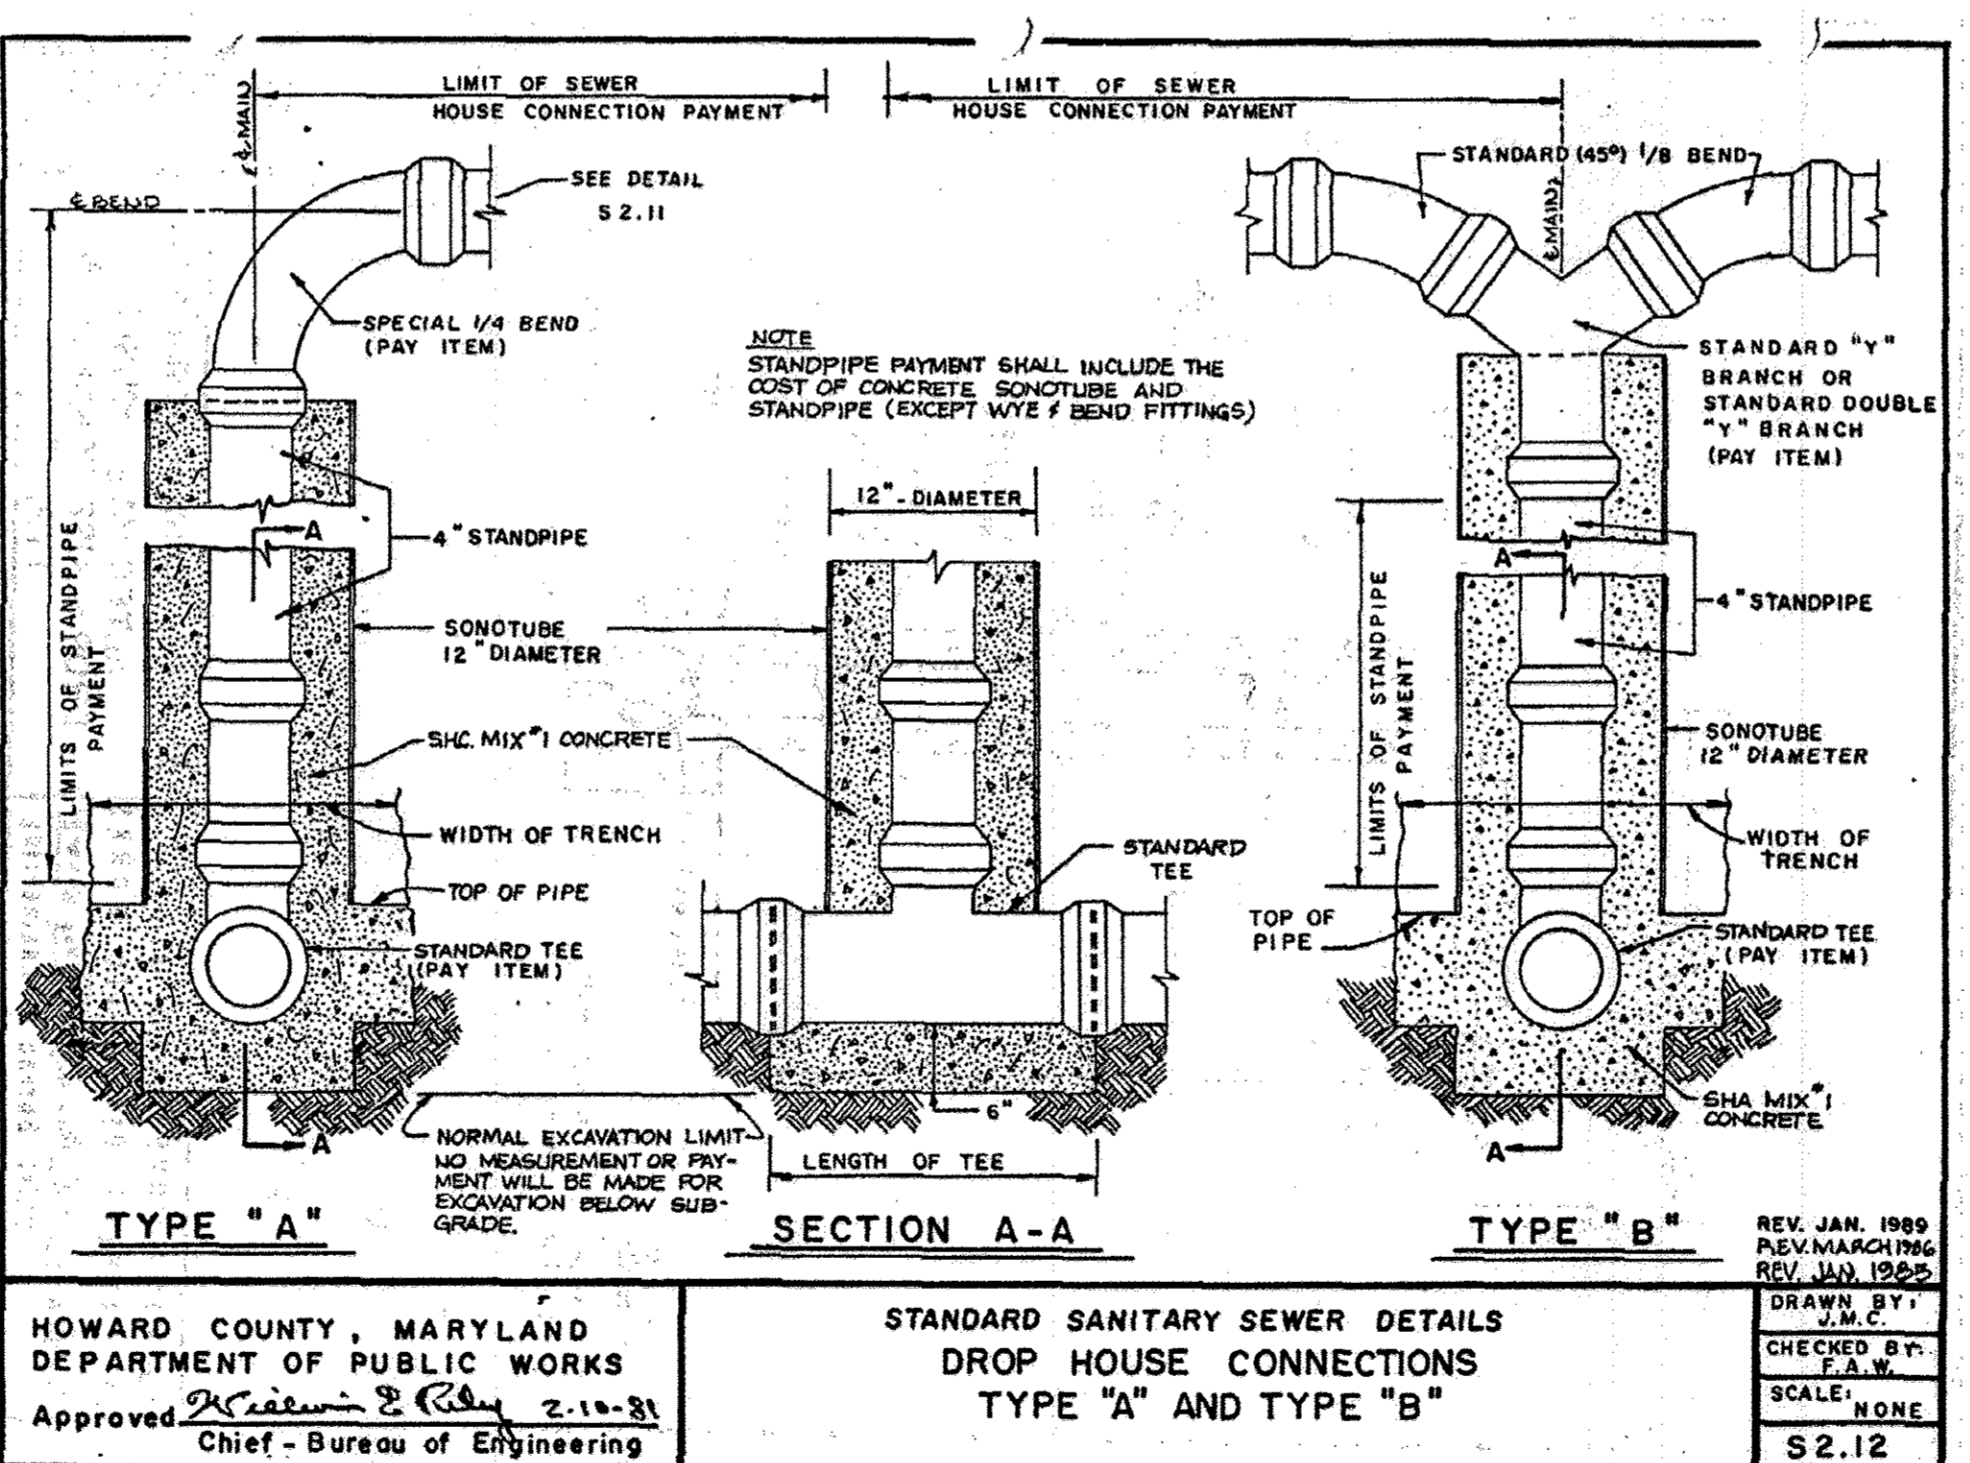 LIMIT OF SEWER
HOUSE CONNECTION PAYMENT
LIMIT OF SEWER
HOUSE CONNECTION PAYMENT
℄ MAIN
℄ BEND
SEE DETAIL
S 2.11
SPECIAL 1/4 BEND
(PAY ITEM)
STANDARD (45°) 1/8 BEND
℄ MAIN
NOTE
STANDPIPE PAYMENT SHALL INCLUDE THE
COST OF CONCRETE SONOTUBE AND
STANDPIPE (EXCEPT WYE & BEND FITTINGS)
STANDARD "Y"
BRANCH OR
STANDARD DOUBLE
"Y" BRANCH
(PAY ITEM)
12" - DIAMETER
A
4" STANDPIPE
LIMITS OF STANDPIPE
PAYMENT
SONOTUBE
12" DIAMETER
SHC. MIX #1 CONCRETE
WIDTH OF TRENCH
TOP OF PIPE
STANDARD TEE
(PAY ITEM)
A
STANDARD
TEE
6"
LENGTH OF TEE
NORMAL EXCAVATION LIMIT
NO MEASUREMENT OR PAY-
MENT WILL BE MADE FOR
EXCAVATION BELOW SUB-
GRADE.
A
4" STANDPIPE
LIMITS OF STANDPIPE
PAYMENT
SONOTUBE
12" DIAMETER
WIDTH OF
TRENCH
TOP OF
PIPE
STANDARD TEE
(PAY ITEM)
SHA MIX #1
CONCRETE
A
TYPE "A"
SECTION A-A
TYPE "B"
REV. JAN. 1989
REV. MARCH 1986
REV. JAN. 1985
HOWARD COUNTY, MARYLAND
DEPARTMENT OF PUBLIC WORKS
Approved 2-10-81
Chief - Bureau of Engineering
STANDARD SANITARY SEWER DETAILS
DROP HOUSE CONNECTIONS
TYPE "A" AND TYPE "B"
DRAWN BY:
J.M.C.
CHECKED BY:
F.A.W.
SCALE:
NONE
S 2.12